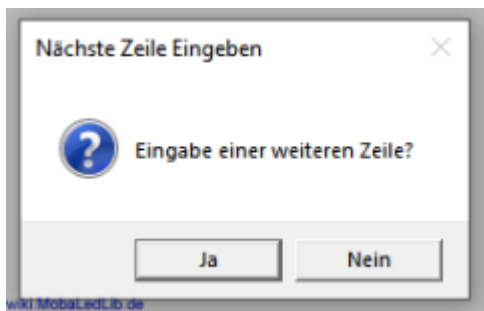 Nächste Zeile Eingeben
Eingabe einer weiteren Zeile?
Ja Nein
wiki.MobaLedLib.de